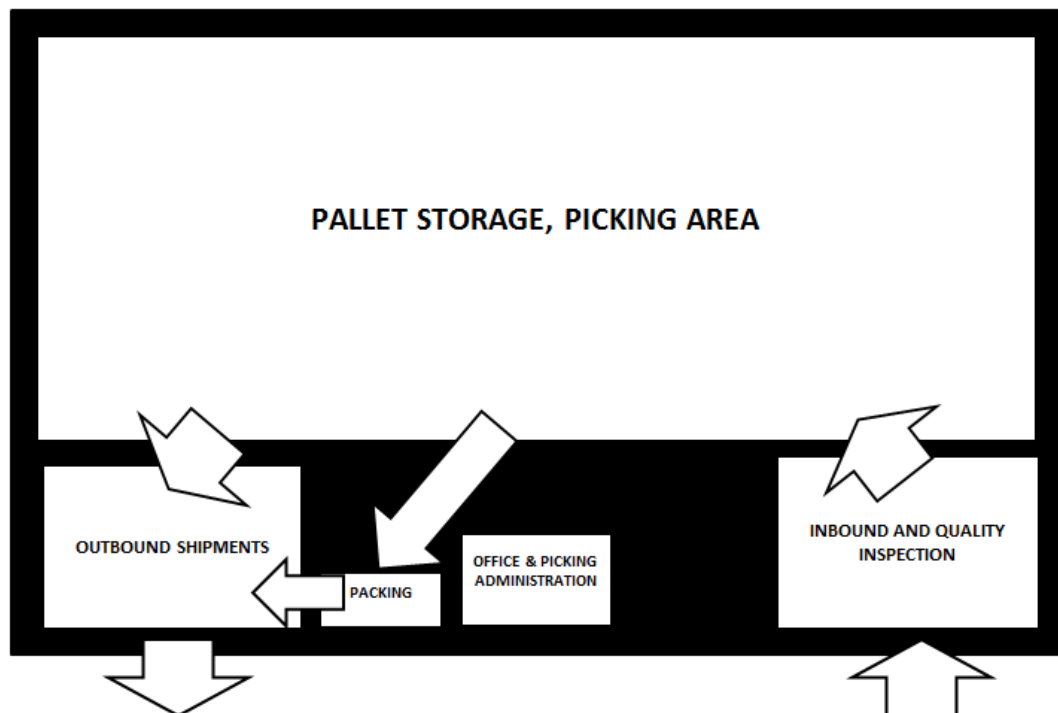 PALLET STORAGE, PICKING AREA
OUTBOUND SHIPMENTS
PACKING
OFFICE & PICKING
ADMINISTRATION
INBOUND AND QUALITY
INSPECTION